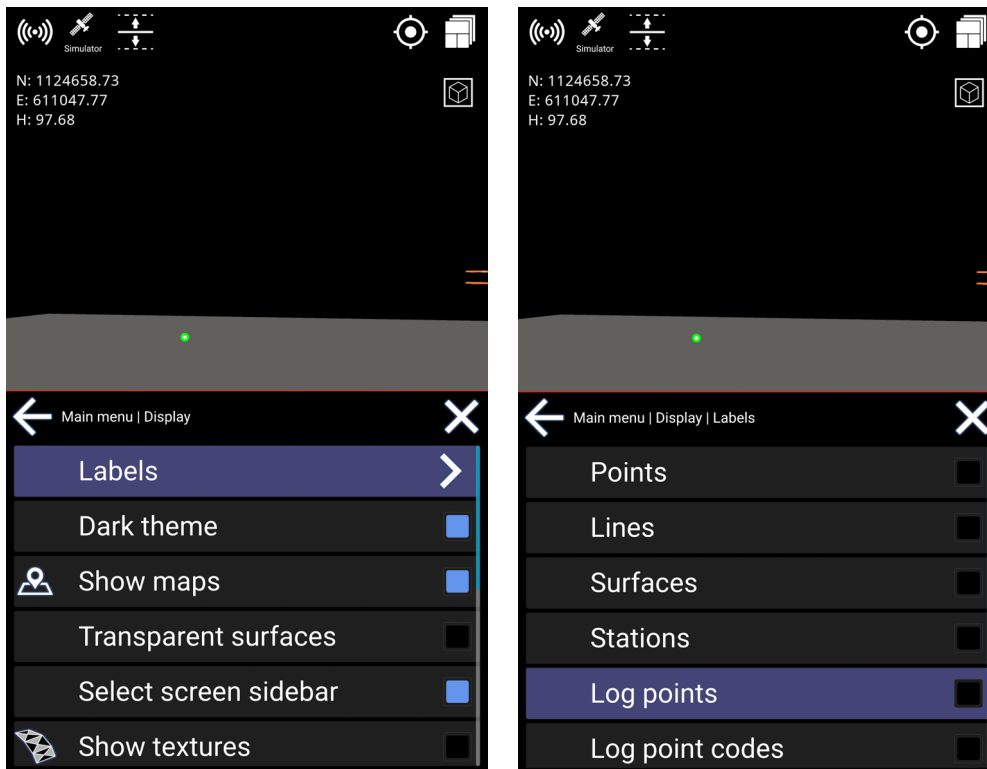 Simulator
N: 1124658.73
E: 611047.77
H: 97.68
Main menu | Display
Labels
Dark theme
Show maps
Transparent surfaces
Select screen sidebar
Show textures
Simulator
N: 1124658.73
E: 611047.77
H: 97.68
Main menu | Display | Labels
Points
Lines
Surfaces
Stations
Log points
Log point codes